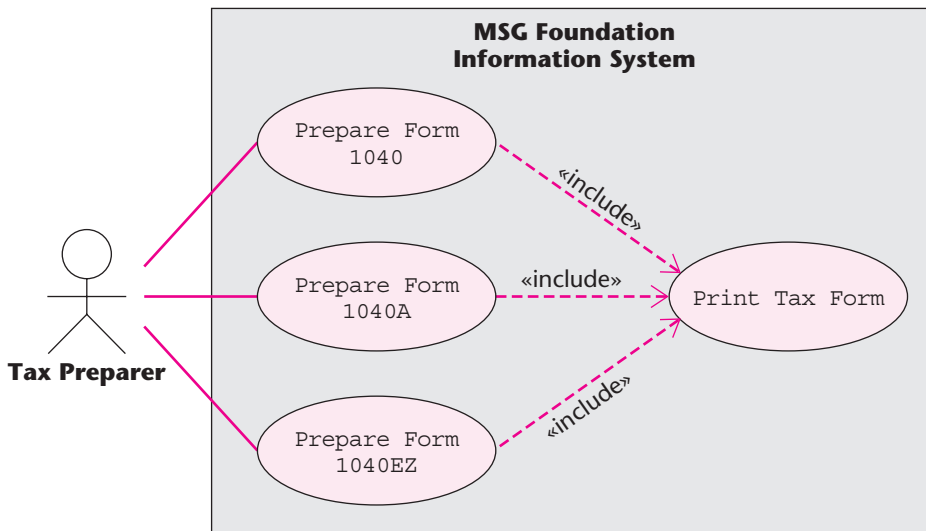 MSG Foundation
Information System
Prepare Form
1040
«include»
Prepare Form
1040A
«include»
Print Tax Form
Tax Preparer
Prepare Form
1040EZ
«include»